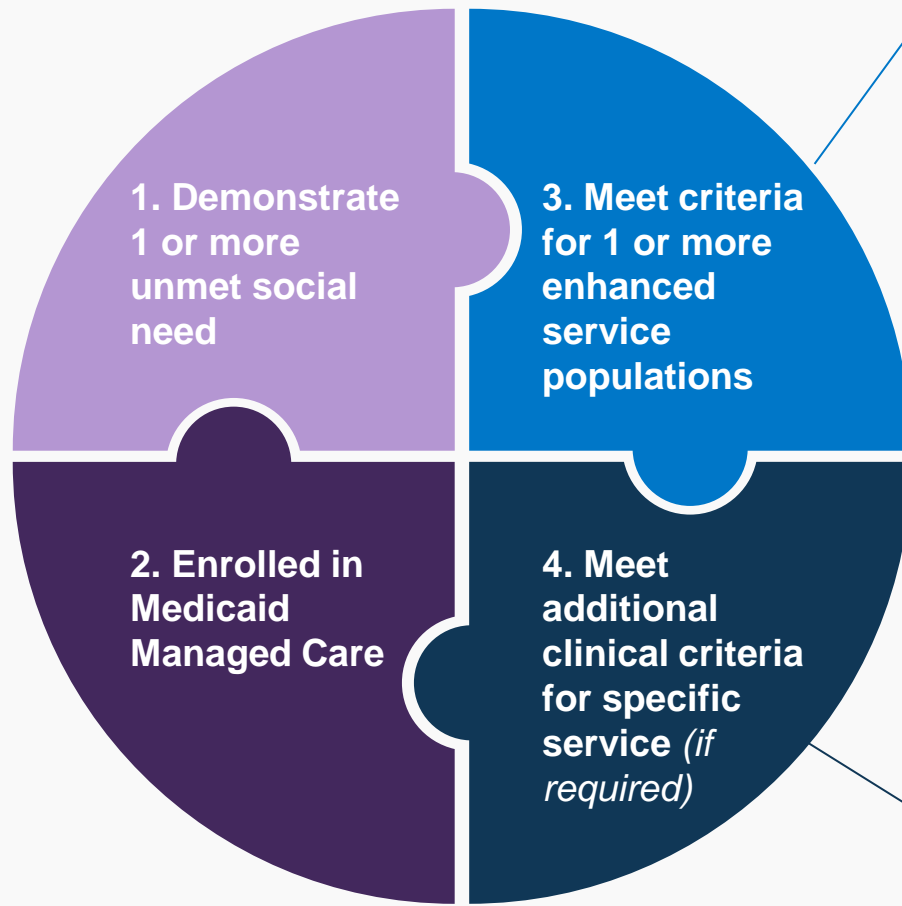 1. Demonstrate
1 or more
unmet social
need
2. Enrolled in
Medicaid
Managed Care
3. Meet criteria
for 1 or more
enhanced
service
populations
4. Meet
additional
clinical criteria
for specific
service (if
required)